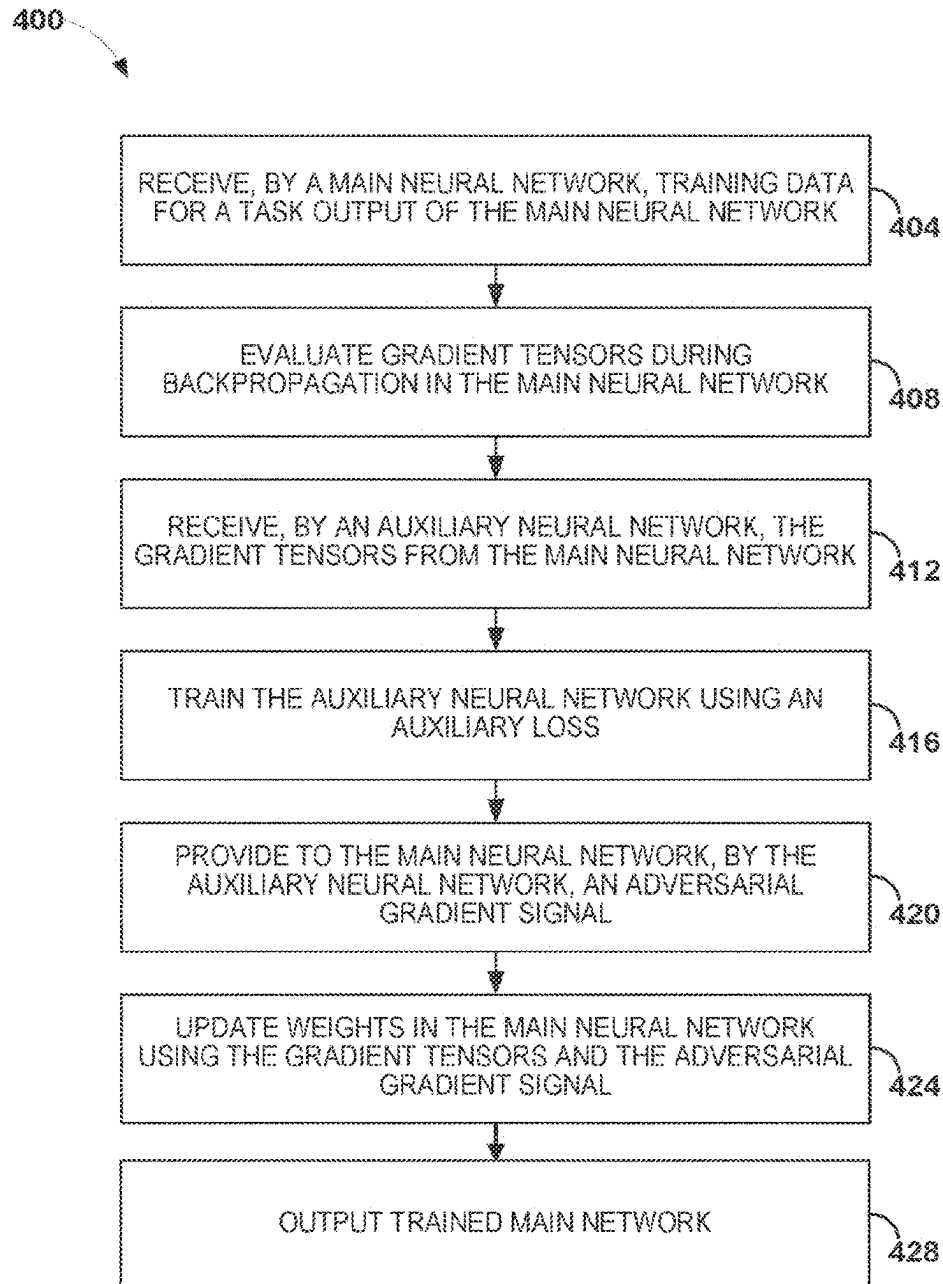 400
RECEIVE, BY A MAIN NEURAL NETWORK, TRAINING DATA
FOR A TASK OUTPUT OF THE MAIN NEURAL NETWORK
404
EVALUATE GRADIENT TENSORS DURING
BACKPROPAGATION IN THE MAIN NEURAL NETWORK
408
RECEIVE, BY AN AUXILIARY NEURAL NETWORK, THE
GRADIENT TENSORS FROM THE MAIN NEURAL NETWORK
412
TRAIN THE AUXILIARY NEURAL NETWORK USING AN
AUXILIARY LOSS
416
PROVIDE TO THE MAIN NEURAL NETWORK, BY THE
AUXILIARY NEURAL NETWORK, AN ADVERSARIAL
GRADIENT SIGNAL
420
UPDATE WEIGHTS IN THE MAIN NEURAL NETWORK
USING THE GRADIENT TENSORS AND THE ADVERSARIAL
GRADIENT SIGNAL
424
OUTPUT TRAINED MAIN NETWORK
428